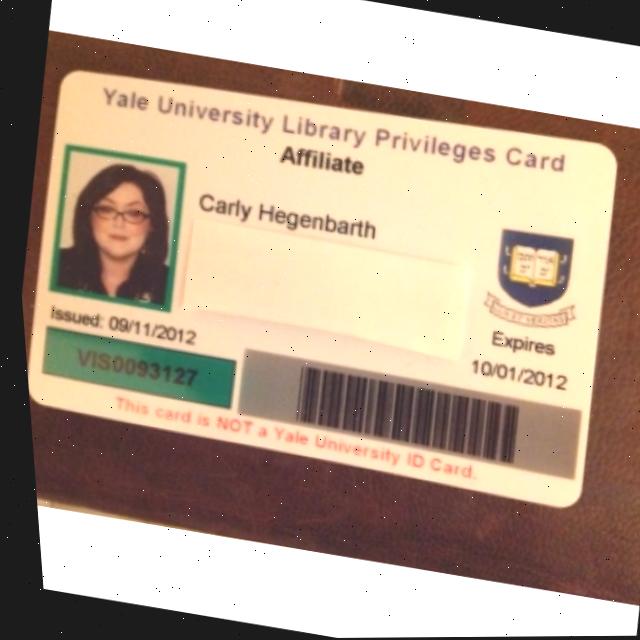 Yale University Library Privileges Card
Affiliate
Carly Hegenbarth
Issued: 09/11/2012
VIS0093127
Expires
10/01/2012
This card is NOT a Yale University ID Card.